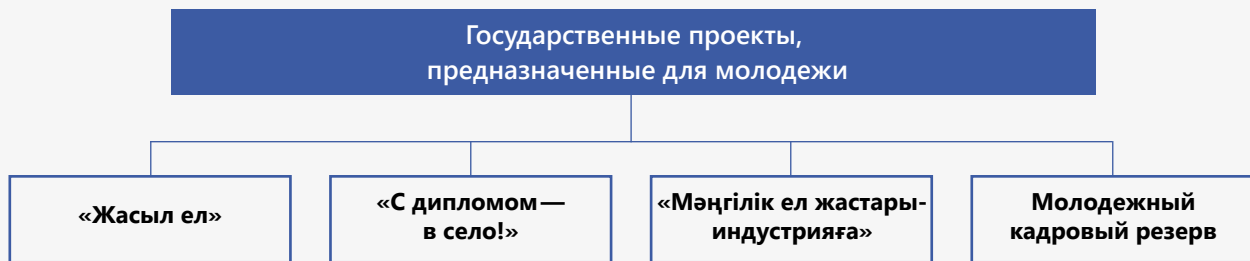 Государственные проекты,
предназначенные для молодежи
«Жасыл ел»
«С дипломом—
в село!»
«Мәңгілік ел жастары-
индустрияға»
Молодежный
кадровый резерв